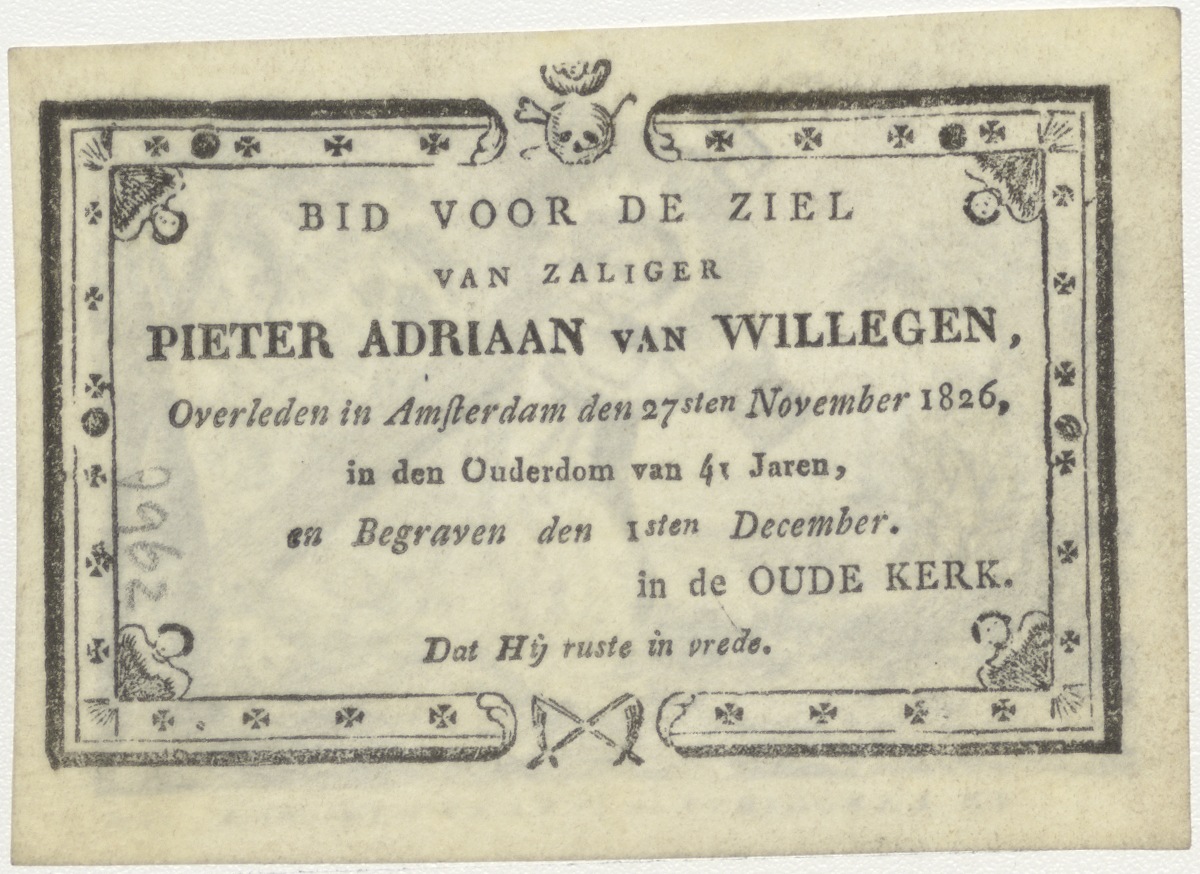 BID VOOR DE ZIEL
VAN ZALIGER
PIETER ADRIAAN VAN WILLEGEN,
Overleden in Amſterdam den 27sten November 1826,
in den Ouderdom van 41 Jaren,
en Begraven den 1sten December.
in de OUDE KERK.
Dat Hij ruste in vrede.